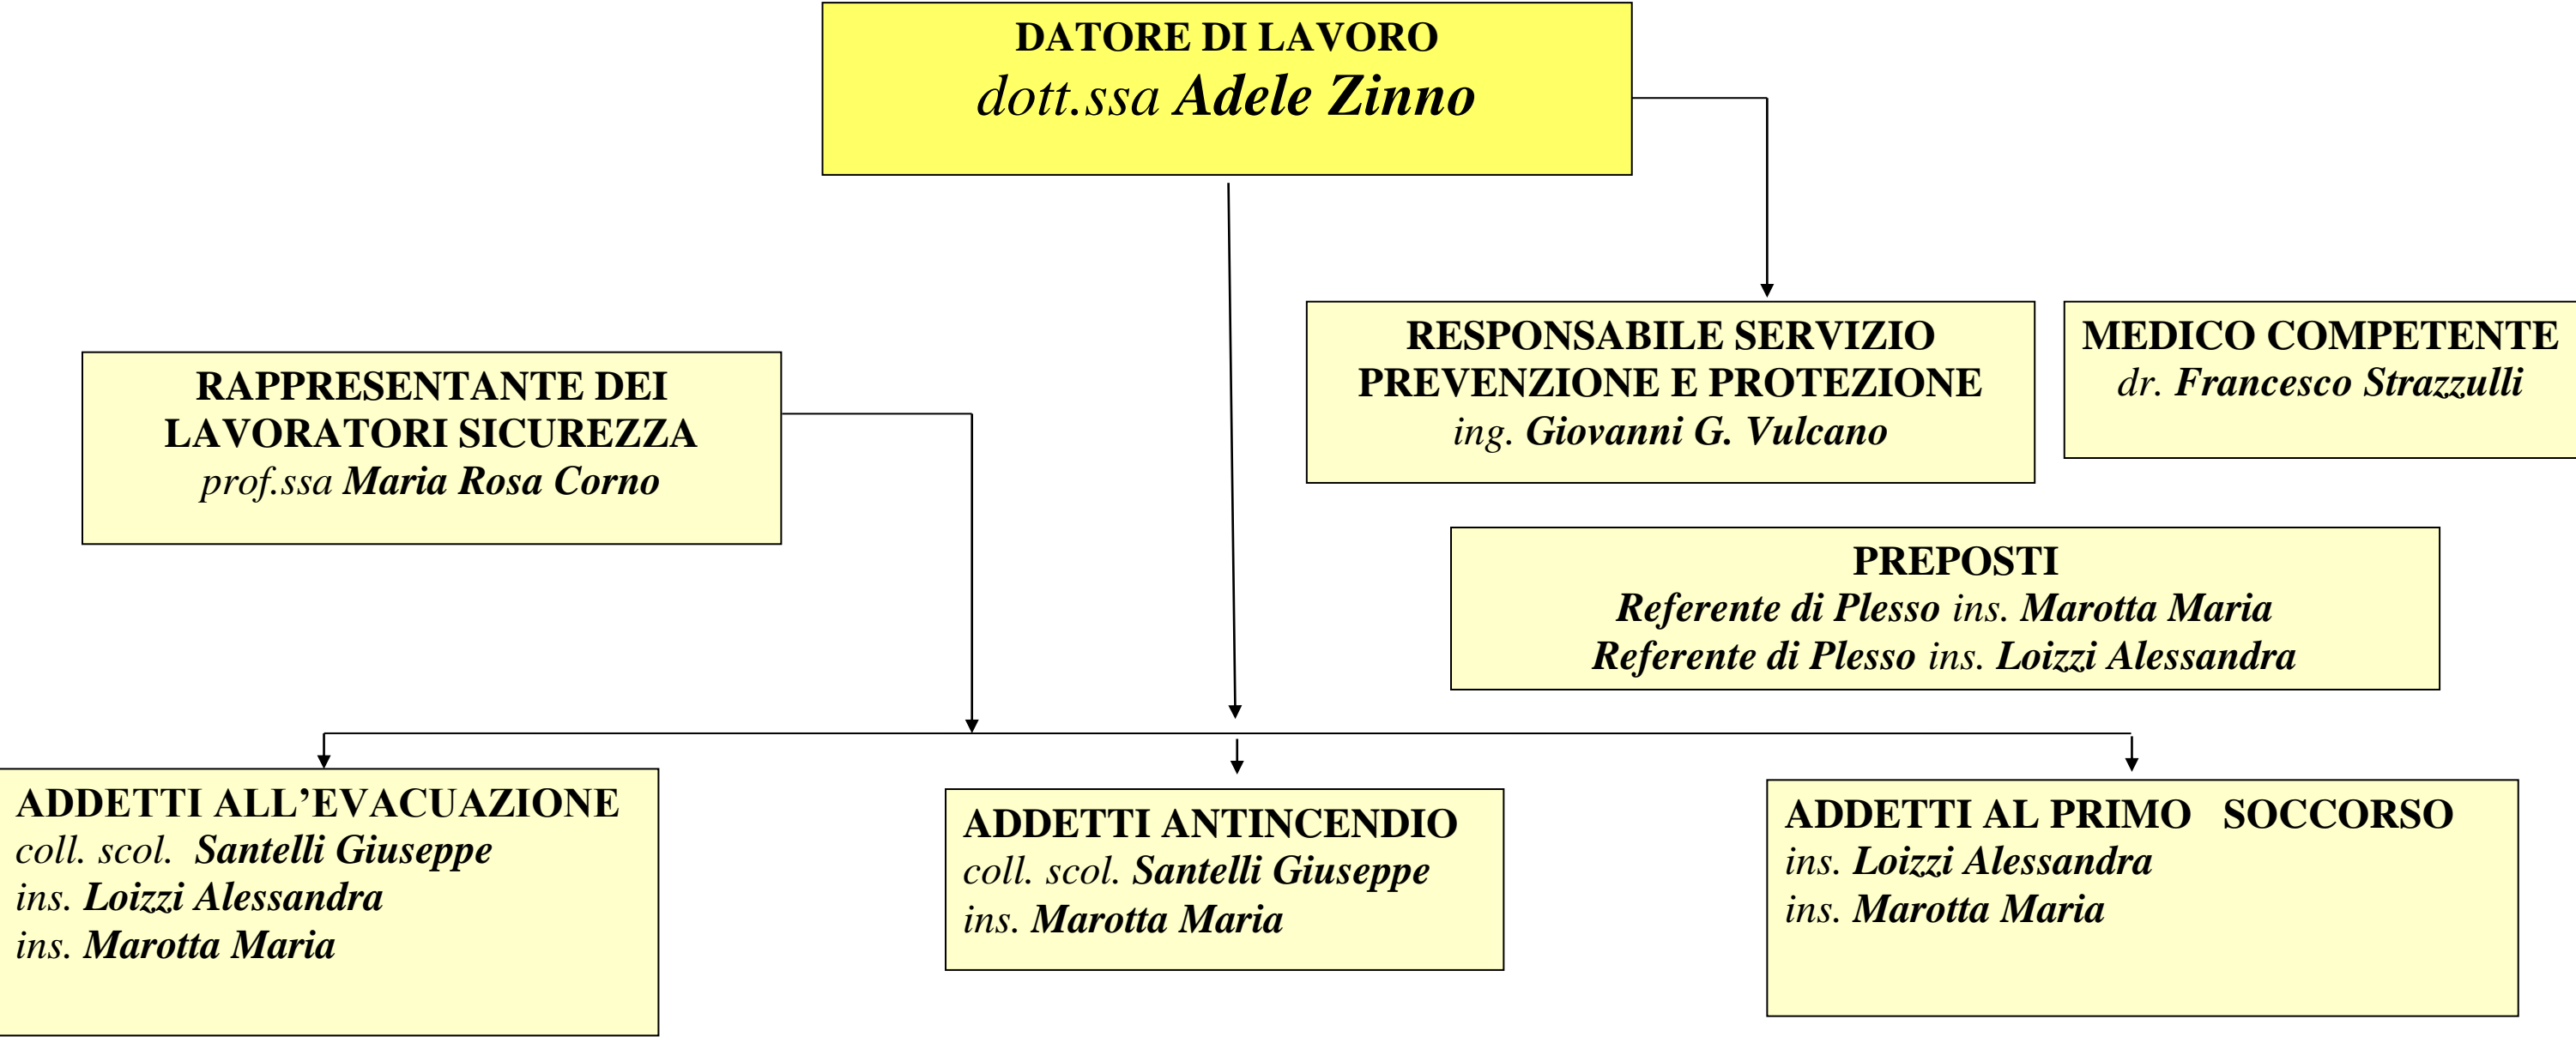 DATORE DI LAVORO
dott.ssa Adele Zinno
RESPONSABILE SERVIZIO
PREVENZIONE E PROTEZIONE
ing. Giovanni G. Vulcano
MEDICO COMPETENTE
dr. Francesco Strazzulli
RAPPRESENTANTE DEI
LAVORATORI SICUREZZA
prof.ssa Maria Rosa Corno
PREPOSTI
Referente di Plesso ins. Marotta Maria
Referente di Plesso ins. Loizzi Alessandra
ADDETTI ALL’EVACUAZIONE
coll. scol. Santelli Giuseppe
ins. Loizzi Alessandra
ins. Marotta Maria
ADDETTI ANTINCENDIO
coll. scol. Santelli Giuseppe
ins. Marotta Maria
ADDETTI AL PRIMO SOCCORSO
ins. Loizzi Alessandra
ins. Marotta Maria